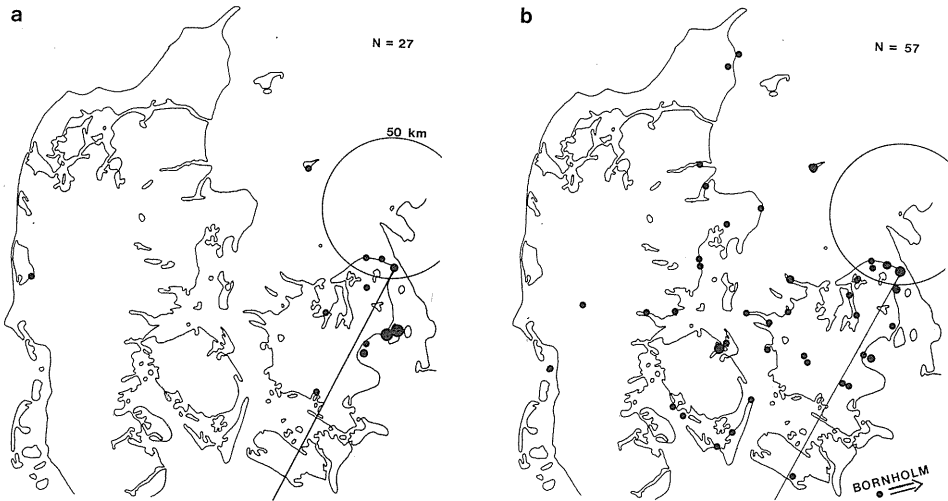 a
N = 27
50 km
b
N = 57
BORNHOLM